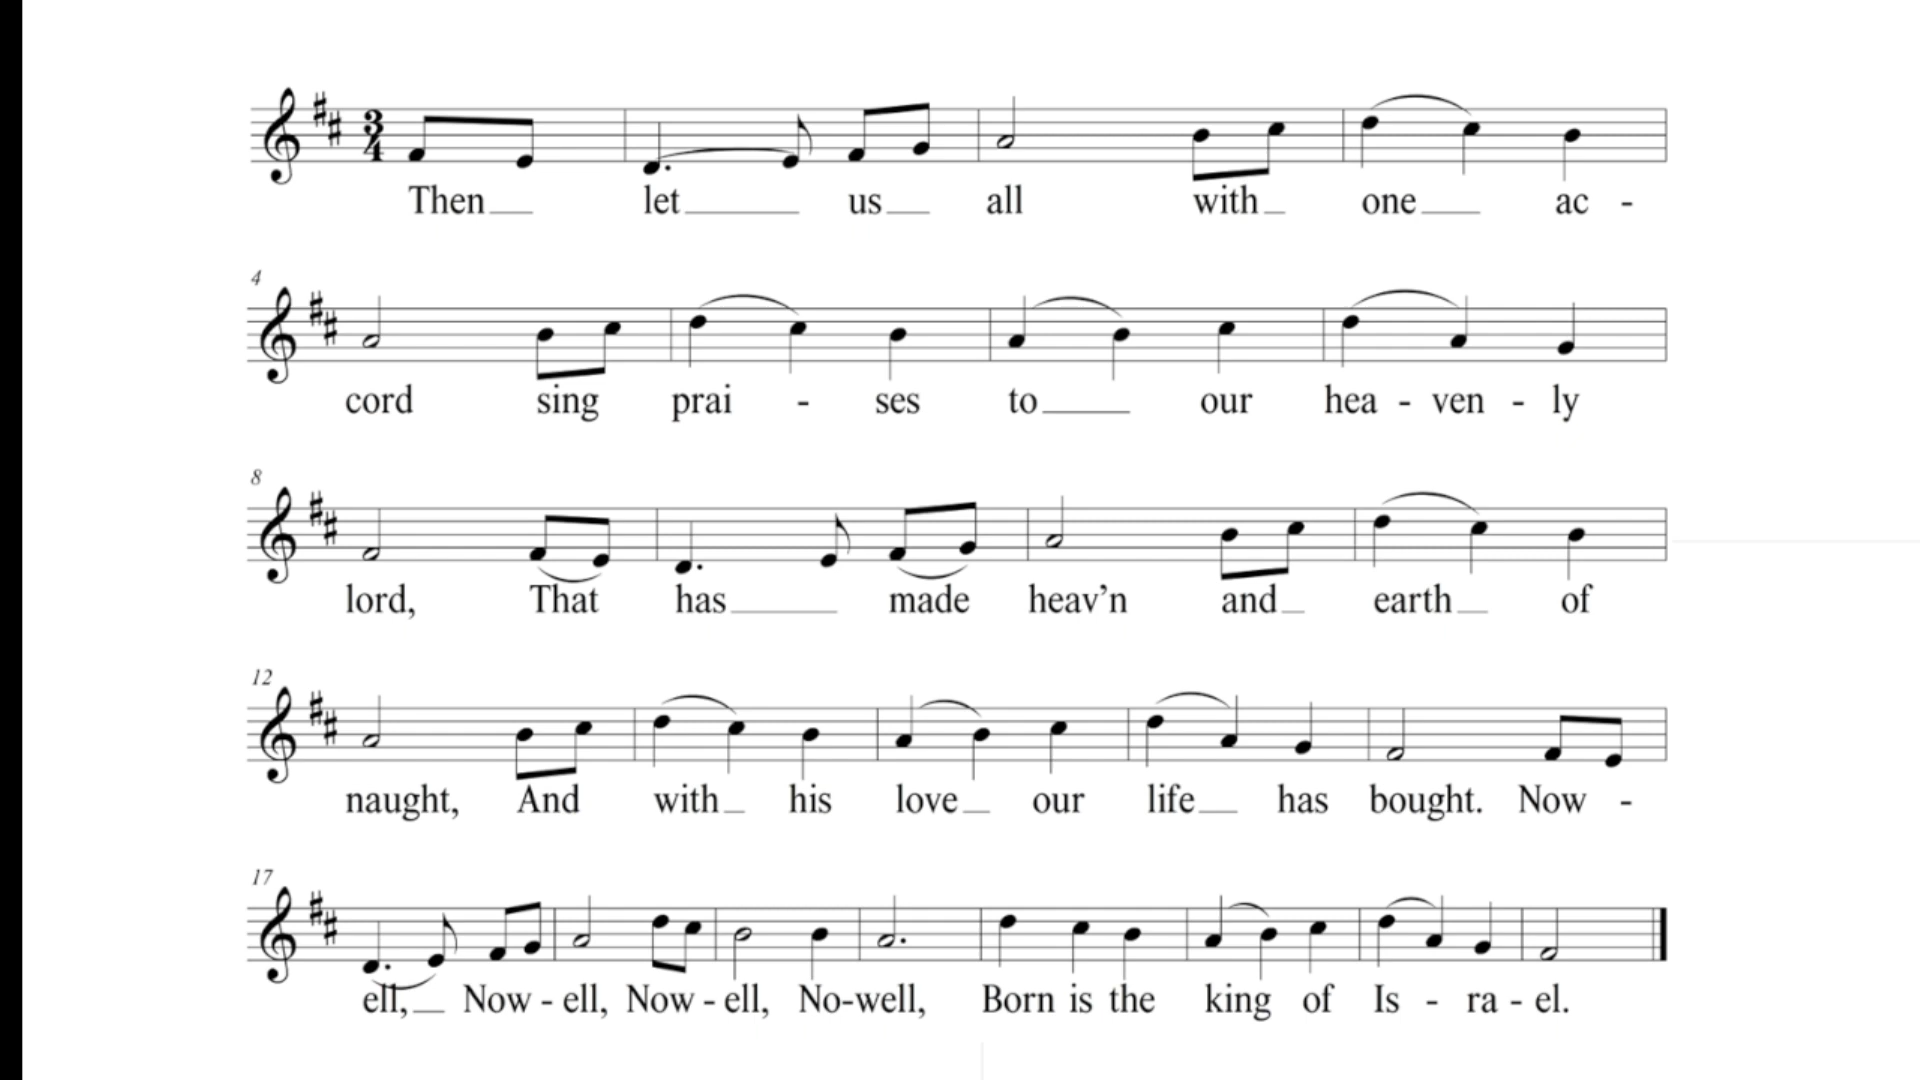 3
4
Then let us all with one ac -
4
cord sing prai - ses to our hea - ven - ly
8
lord, That has made heav’n and earth of
12
naught, And with his love our life has bought. Now -
17
ell, Now - ell, Now - ell, No-well, Born is the king of Is - ra - el.